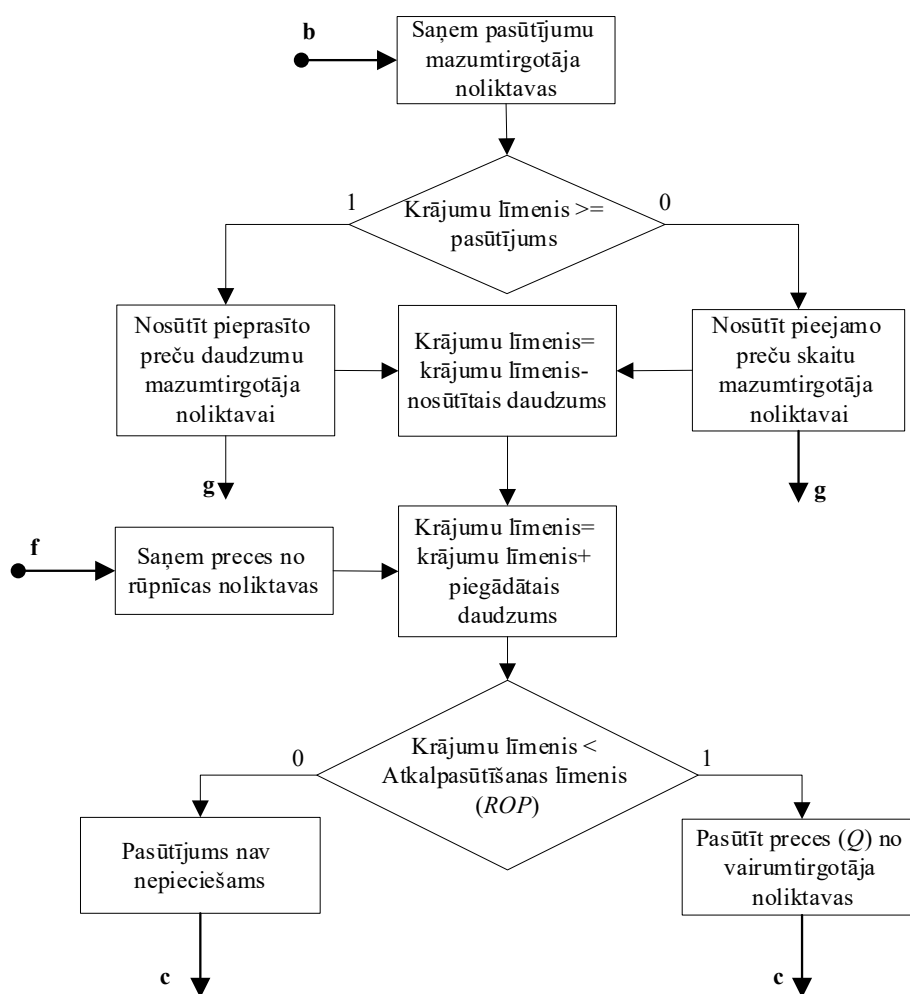 b
Saņem pasūtījumu
mazumtirgotāja
noliktavas
1
Krājumu līmenis >=
pasūtījums
0
Nosūtīt pieprasīto
preču daudzumu
mazumtirgotāja
noliktavai
Krājumu līmenis=
krājumu līmenis-
nosūtītais daudzums
Nosūtīt pieejamo
preču skaitu
mazumtirgotāja
noliktavai
g
g
f
Saņem preces no
rūpnīcas noliktavas
Krājumu līmenis=
krājumu līmenis+
piegādātais
daudzums
0
Krājumu līmenis <
Atkalpasūtīšanas līmenis
(ROP)
1
Pasūtījums nav
nepieciešams
Pasūtīt preces (Q) no
vairumtirgotāja
noliktavas
c
c